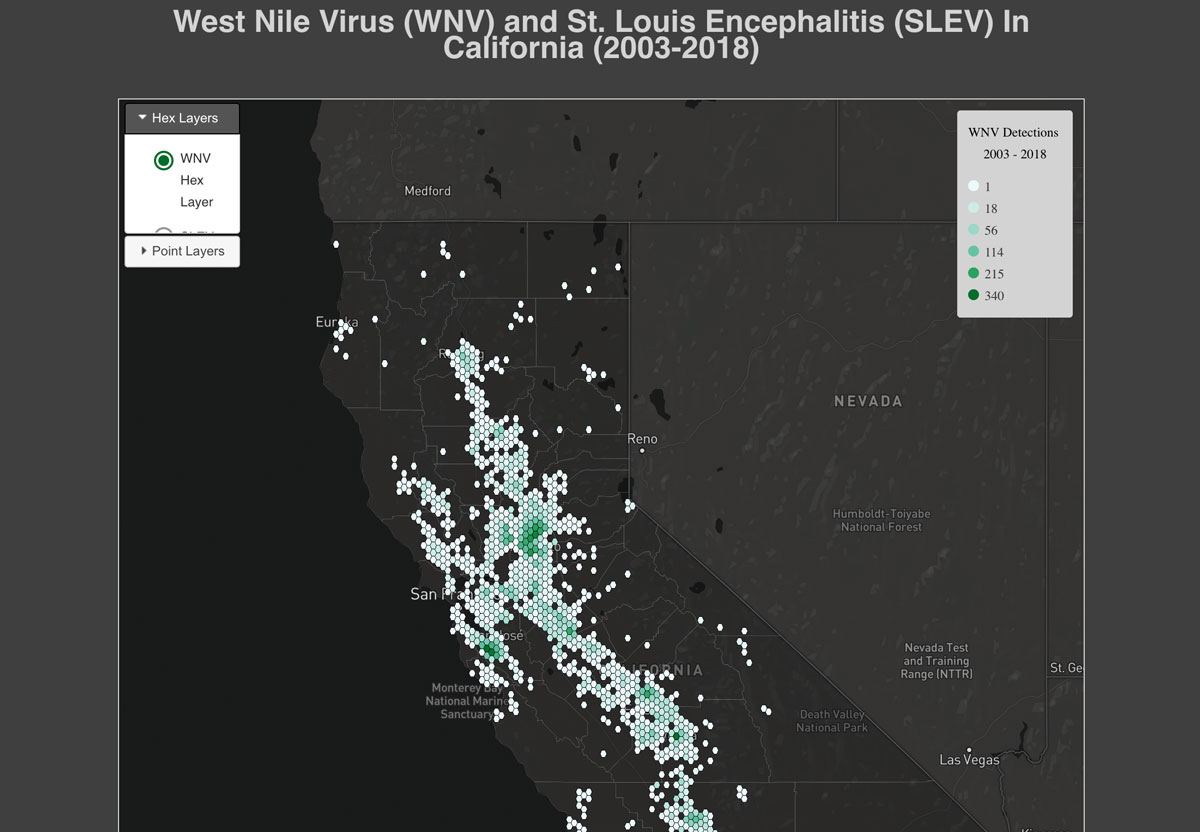 West Nile Virus (WNV) and St. Louis Encephalitis (SLEV) In
California (2003-2018)
Hex Layers
WNV
Hex
Layer
Point Layers
WNV Detections
2003 - 2018
1
18
56
114
215
340
Medford
Eureka
NEVADA
Reno
Humboldt-Toiyabe
National Forest
San Fra
José
IFORNIA
Nevada Test
and Training
Range (NTTR)
St. Ge
Monterey Bay
National Marine
Sanctuary
Death Valley
National Park
Las Vegas